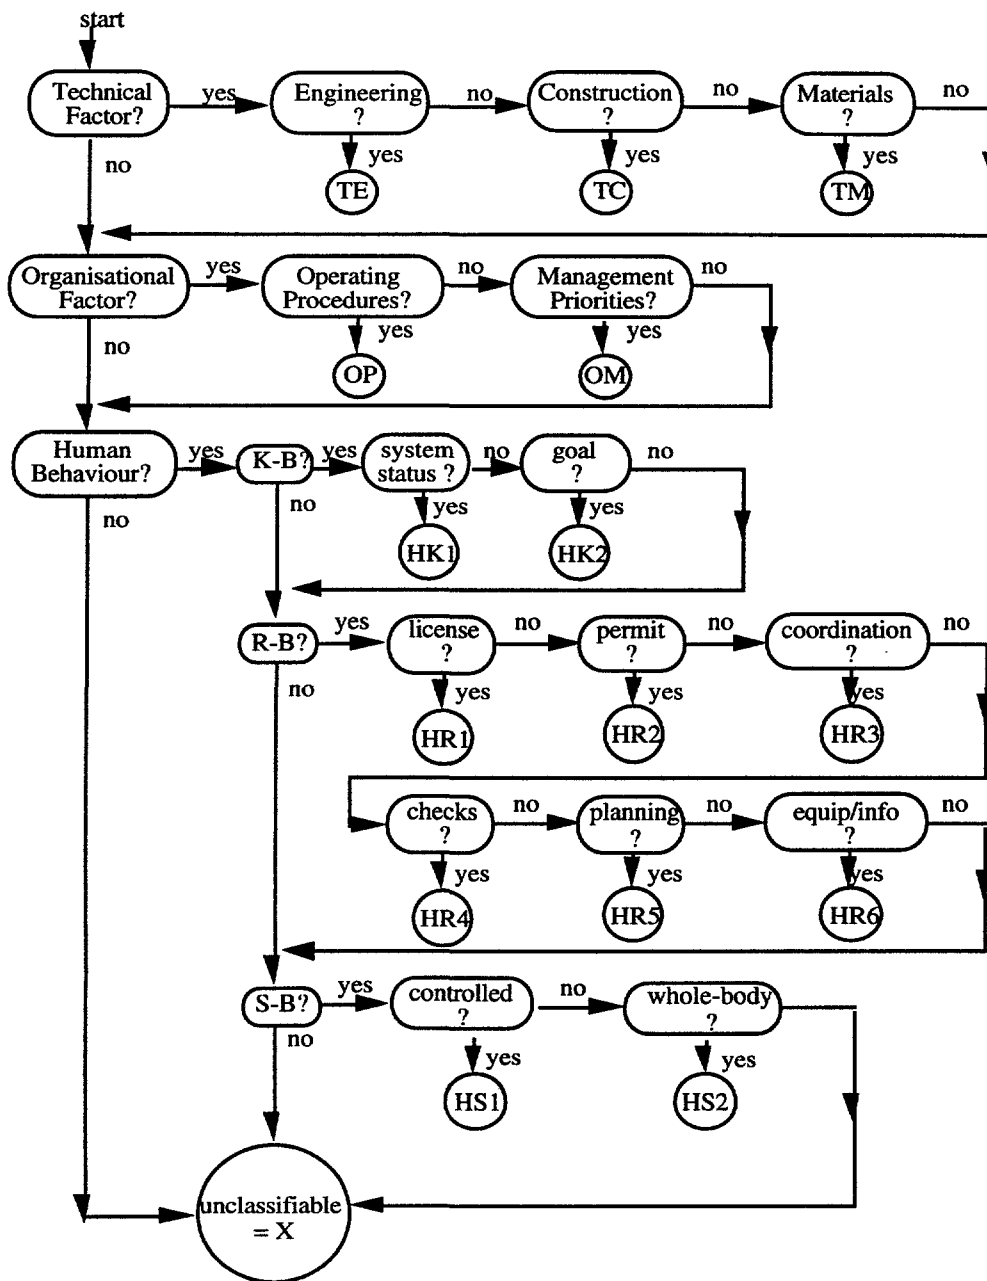 start
Technical
Factor?
yes
Engineering
?
no
Construction
?
no
Materials
?
no
no
yes
yes
yes
TE
TC
TM
Organisational
Factor?
yes
Operating
Procedures?
no
Management
Priorities?
no
no
yes
yes
OP
OM
Human
Behaviour?
yes
K-B?
yes
system
status ?
no
goal
?
no
no
no
yes
yes
HK1
HK2
R-B?
yes
license
?
no
permit
?
no
coordination
?
no
no
yes
yes
yes
HR1
HR2
HR3
checks
?
no
planning
?
no
equip/info
?
no
yes
yes
yes
HR4
HR5
HR6
S-B?
yes
controlled
?
no
whole-body
?
no
yes
yes
HS1
HS2
unclassifiable
= X